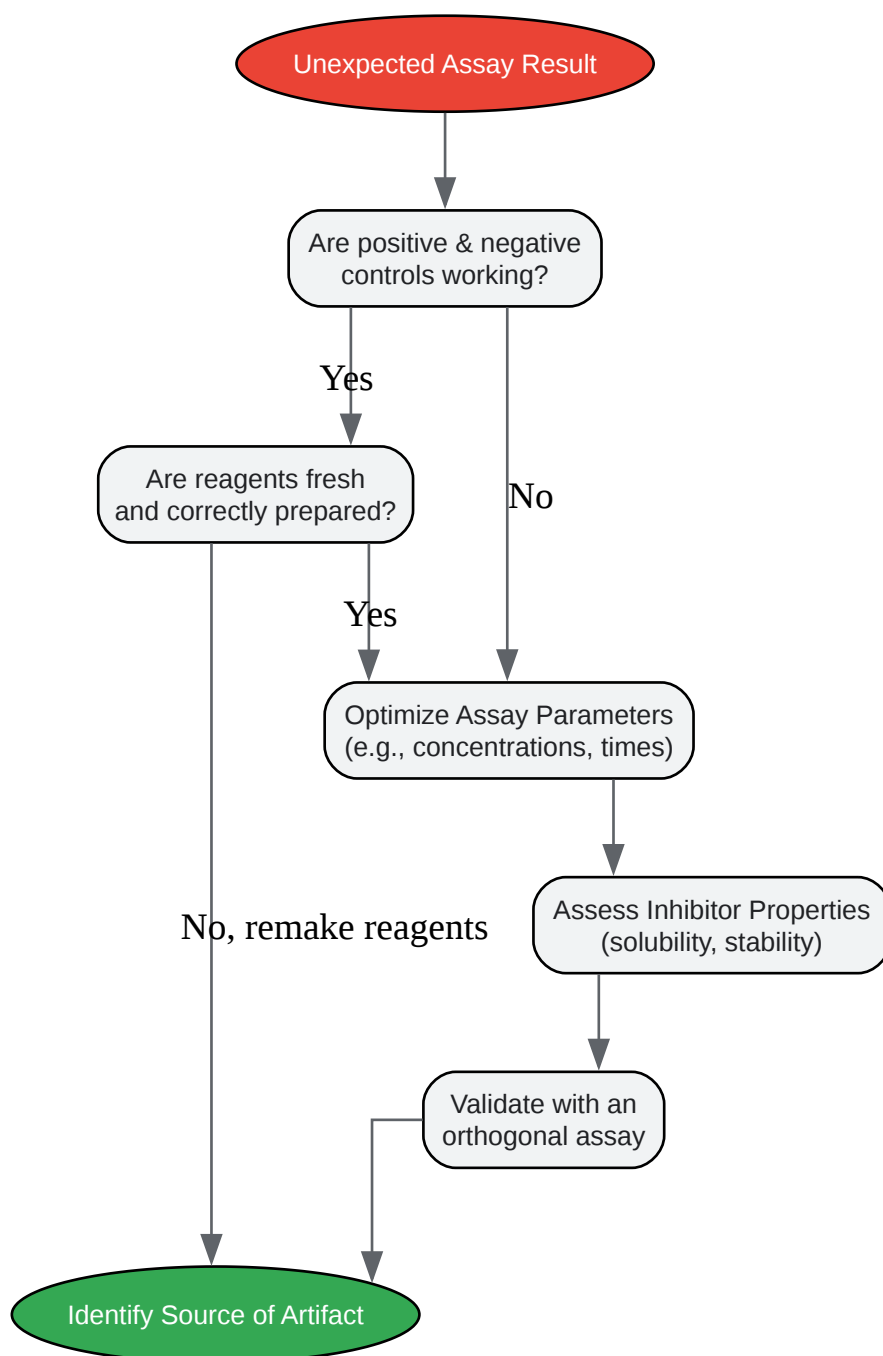 Unexpected Assay Result
Are positive & negative
controls working?
Yes
Are reagents fresh
and correctly prepared?
No
Yes
Optimize Assay Parameters
(e.g., concentrations, times)
No, remake reagents
Assess Inhibitor Properties
(solubility, stability)
Validate with an
orthogonal assay
Identify Source of Artifact